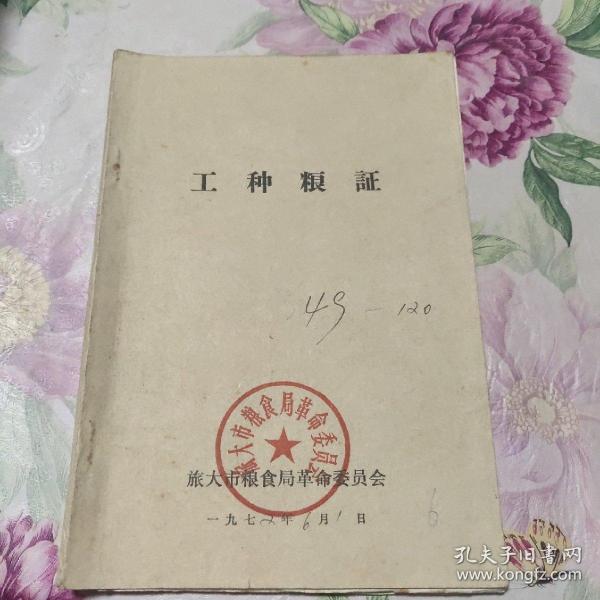 工种粮証
49-120
旅大市粮食局革命委员会
旅大市粮食局革命委员会
一九七二年6月1日
6
孔夫子旧书网
www.kongfz.com